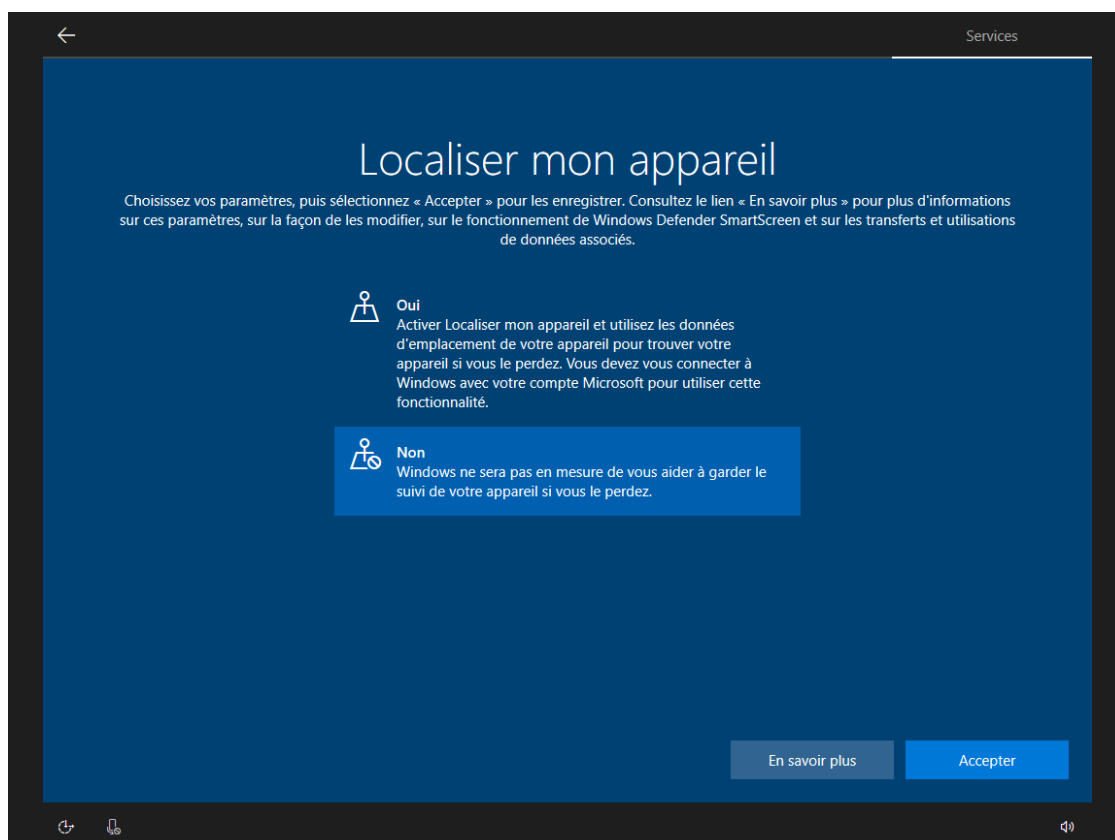 Services
Localiser mon appareil
Choisissez vos paramètres, puis sélectionnez « Accepter » pour les enregistrer. Consultez le lien « En savoir plus » pour plus d'informations
sur ces paramètres, sur la façon de les modifier, sur le fonctionnement de Windows Defender SmartScreen et sur les transferts et utilisations
de données associés.
Oui
Activer Localiser mon appareil et utilisez les données
d'emplacement de votre appareil pour trouver votre
appareil si vous le perdez. Vous devez vous connecter à
Windows avec votre compte Microsoft pour utiliser cette
fonctionnalité.
Non
Windows ne sera pas en mesure de vous aider à garder le
suivi de votre appareil si vous le perdez.
En savoir plus
Accepter